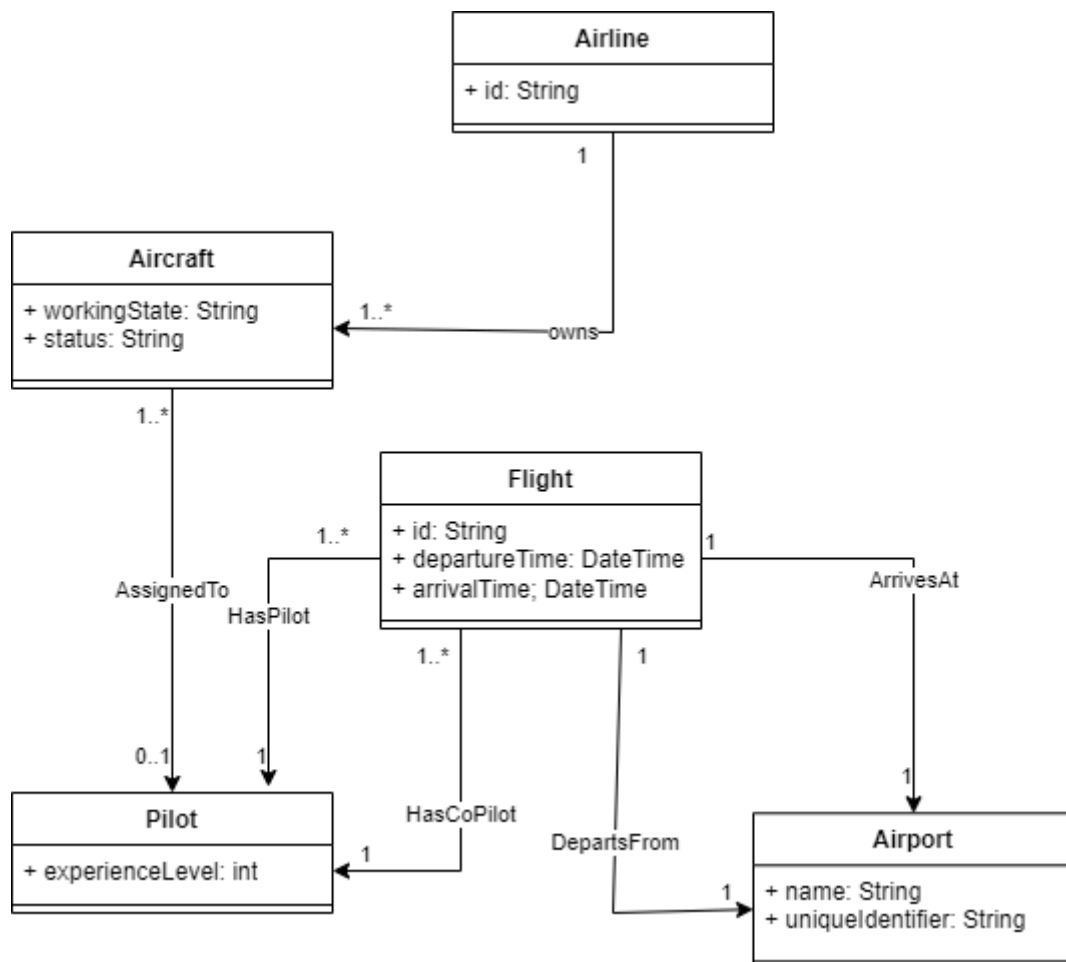 Airline
+ id: String
1
Aircraft
+ workingState: String
+ status: String
1..*
owns
1..*
Flight
+ id: String
+ departureTime: DateTime
+ arrivalTime; DateTime
1..*
1
ArrivesAt
AssignedTo
HasPilot
1..*
1
0..1
1
1
HasCoPilot
DepartsFrom
Pilot
+ experienceLevel: int
1
1
Airport
+ name: String
+ uniqueIdentifier: String